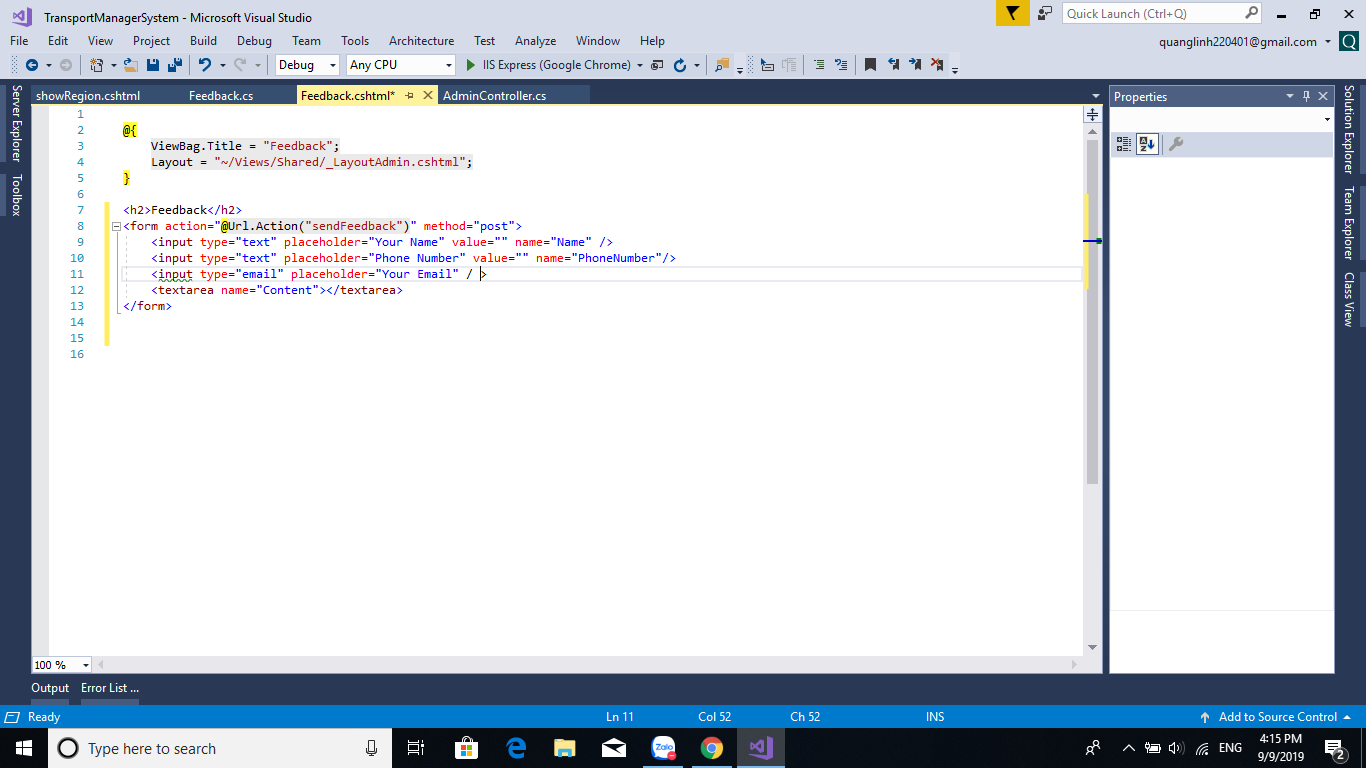 TransportManagerSystem - Microsoft Visual Studio
Quick Launch (Ctrl+Q)
File Edit View Project Build Debug Team Tools Architecture Test Analyze Window Help
quanglinh220401@gmail.com
Q
Debug Any CPU IIS Express (Google Chrome)
showRegion.cshtml Feedback.cs Feedback.cshtml* AdminController.cs
Properties
Server Explorer
Toolbox
Solution Explorer
Team Explorer
Class View
1
2 @{
3 ViewBag.Title = "Feedback";
4 Layout = "~/Views/Shared/_LayoutAdmin.cshtml";
5 }
6
7 <h2>Feedback</h2>
8 <form action="@Url.Action("sendFeedback")" method="post">
9 <input type="text" placeholder="Your Name" value="" name="Name" />
10 <input type="text" placeholder="Phone Number" value="" name="PhoneNumber"/>
11 <input type="email" placeholder="Your Email" / >
12 <textarea name="Content"></textarea>
13 </form>
14
15
16
100 %
Output Error List ...
Ready Ln 11 Col 52 Ch 52 INS Add to Source Control
Type here to search
Zalo
ENG
4:15 PM
9/9/2019
2